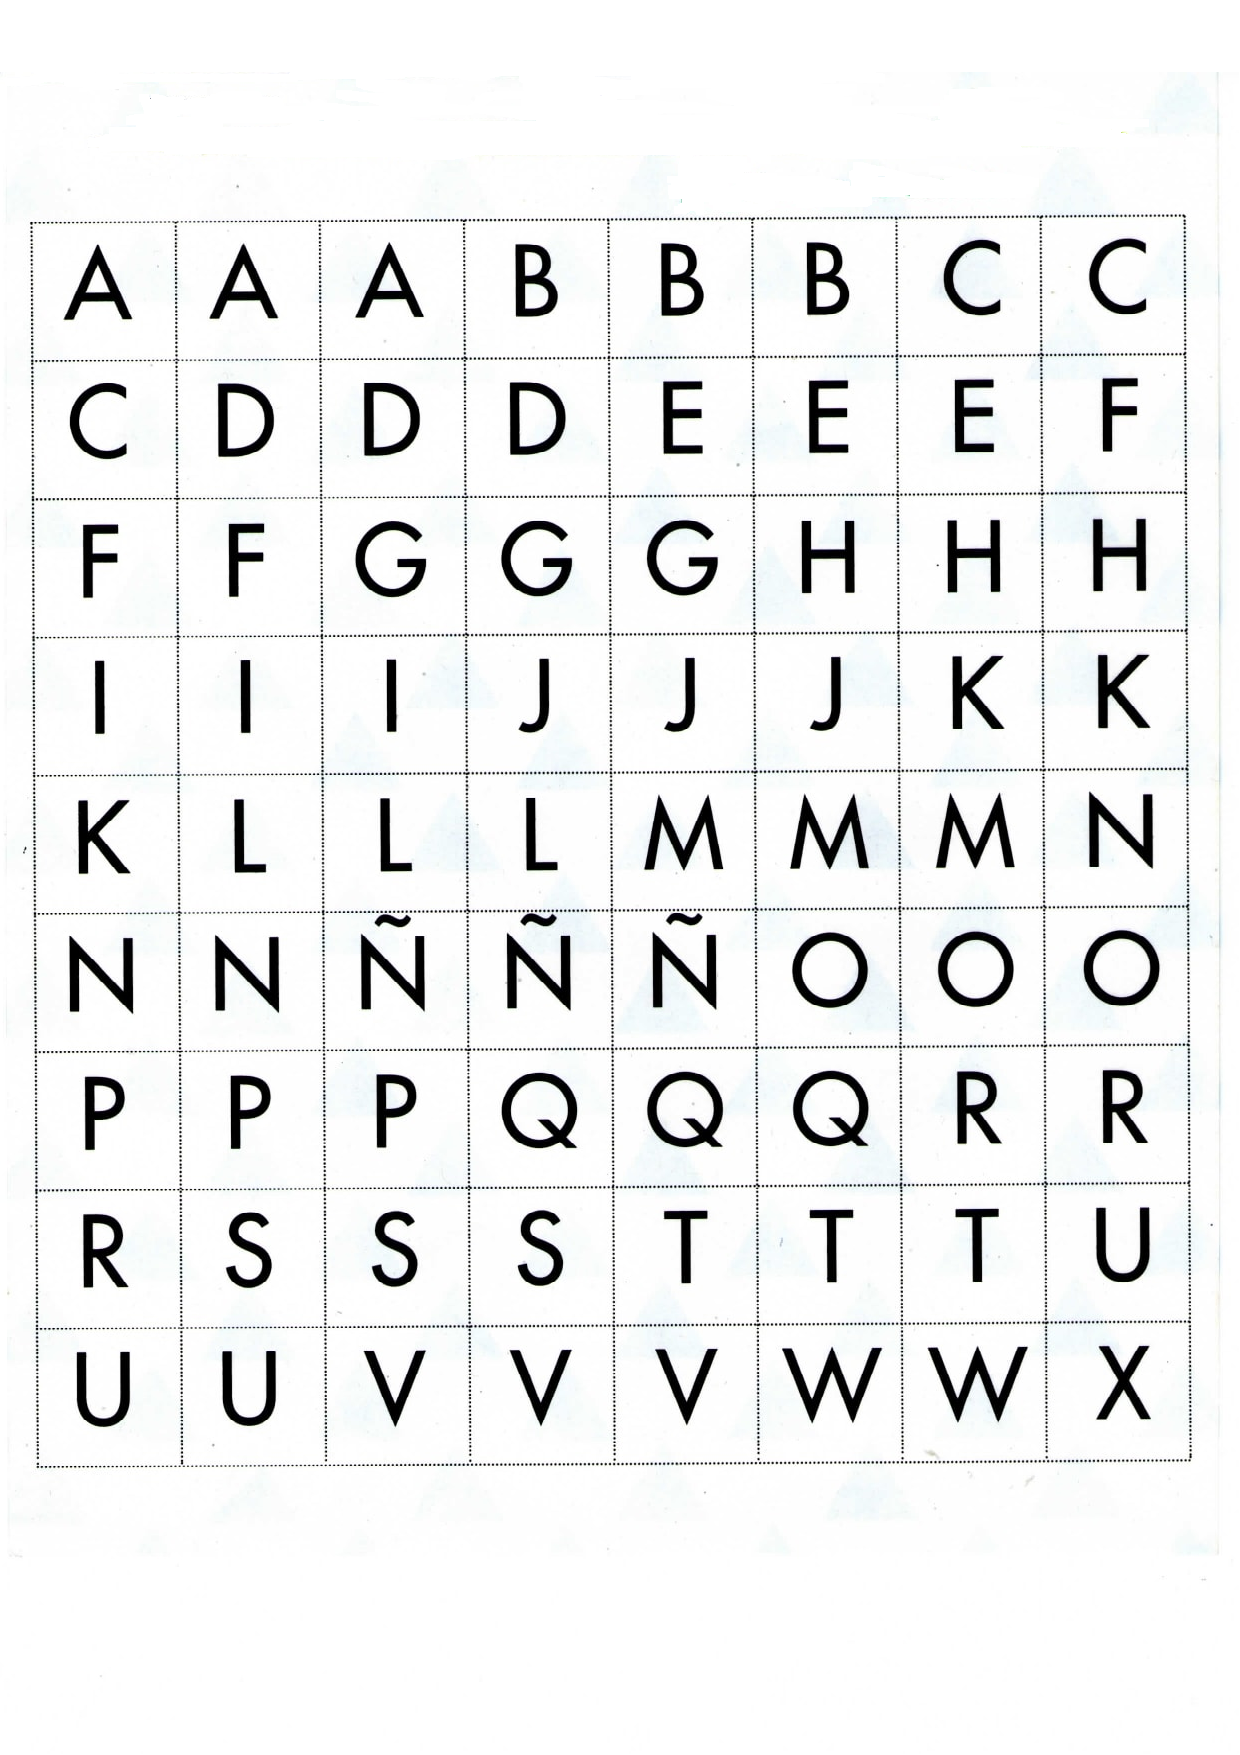 A A A B B B C C
C D D D E E E F
F F G G G H H H
I I I J J J K K
K L L L M M M N
N N Ñ Ñ Ñ O O O
P P P Q Q Q R R
R S S S T T T U
U U V V V W W X